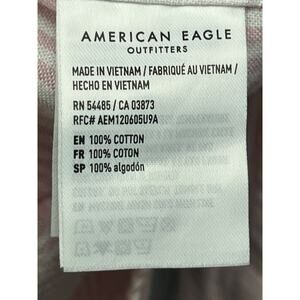 AMERICAN EAGLE
OUTFITTERS
MADE IN VIETNAM / FABRIQUÉ AU VIETNAM /
HECHO EN VIETNAM
RN 54485 / CA 03873
RFC# AEM120605U9A
EN 100% COTTON
FR 100% COTON
SP 100% algodón